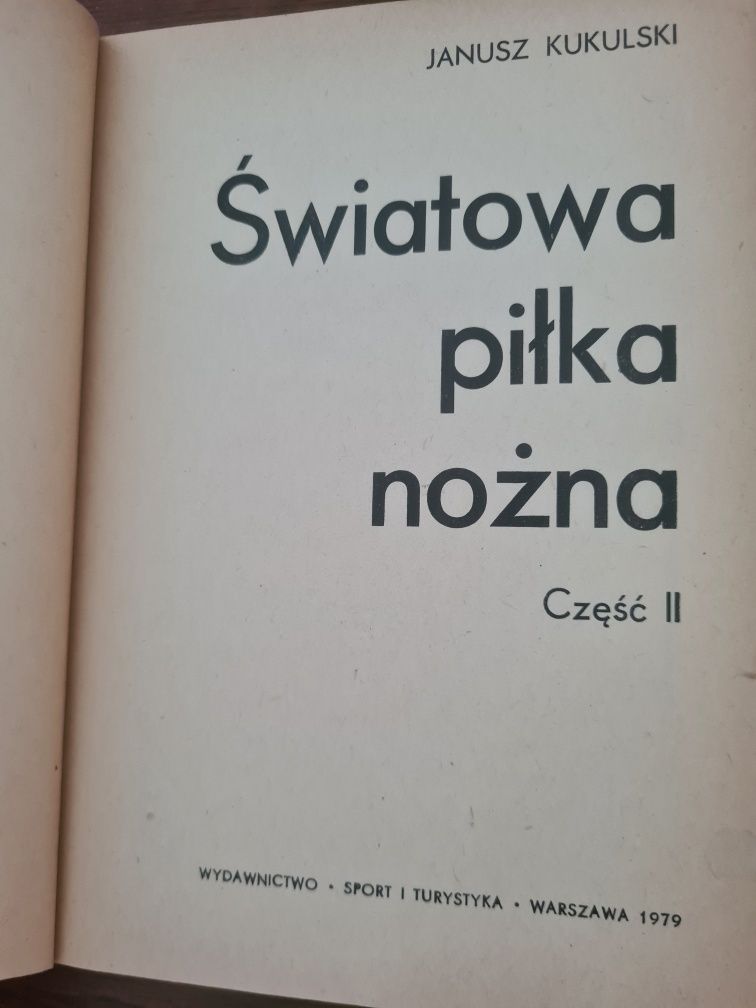 JANUSZ KUKULSKI
Światowa
piłka
nożna
Część II
WYDAWNICTWO • SPORT I TURYSTYKA • WARSZAWA 1979